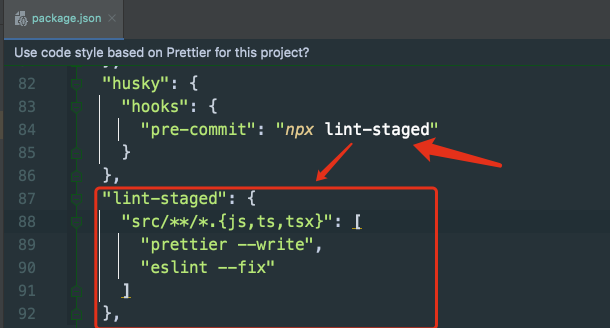 package.json
Use code style based on Prettier for this project?
82 "husky": {
83 "hooks": {
84 "pre-commit": "npx lint-staged"
85 }
86 },
87 "lint-staged": {
88 "src/**/*.{js,ts,tsx}": [
89 "prettier --write",
90 "eslint --fix"
91 ]
92 },